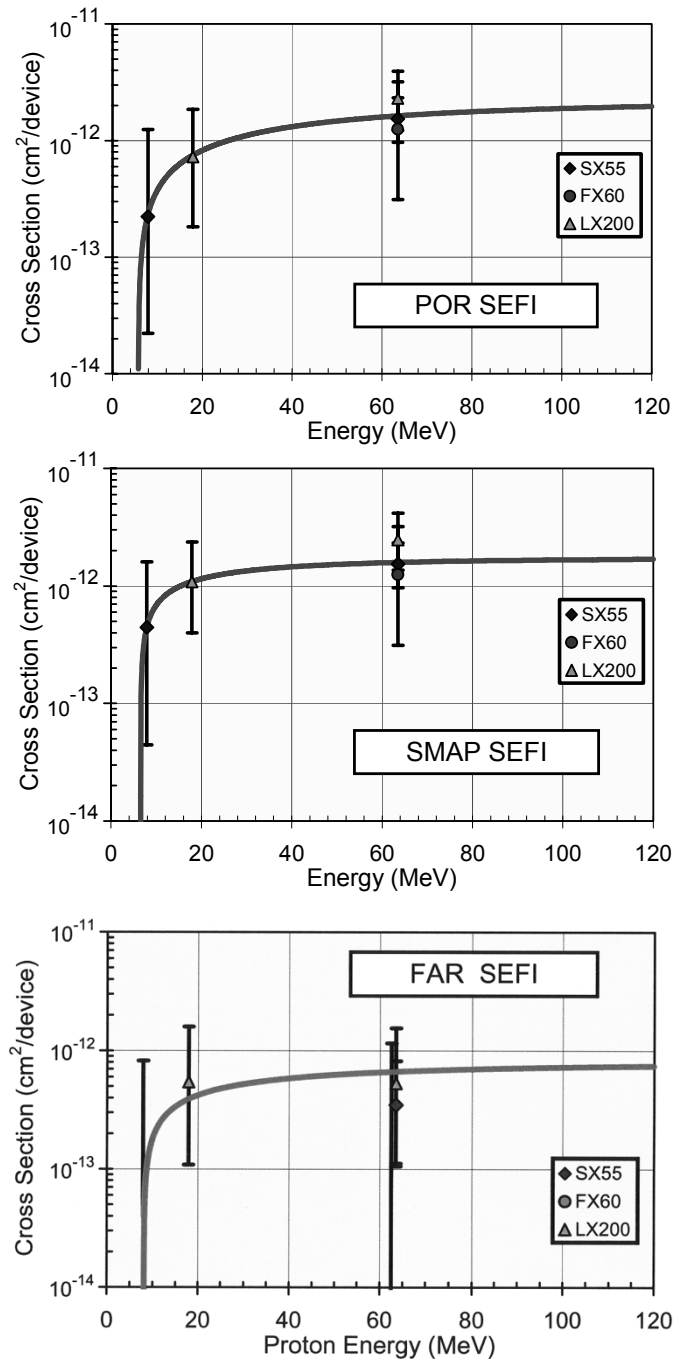 10⁻¹¹
10⁻¹²
10⁻¹³
10⁻¹⁴
Cross Section (cm²/device)
SX55
FX60
LX200
POR SEFI
0 20 40 60 80 100 120
Energy (MeV)
10⁻¹¹
10⁻¹²
10⁻¹³
10⁻¹⁴
Cross Section (cm²/device)
SX55
FX60
LX200
SMAP SEFI
0 20 40 60 80 100 120
Energy (MeV)
10⁻¹¹
10⁻¹²
10⁻¹³
10⁻¹⁴
Cross Section (cm²/device)
FAR SEFI
SX55
FX60
LX200
0 20 40 60 80 100 120
Proton Energy (MeV)